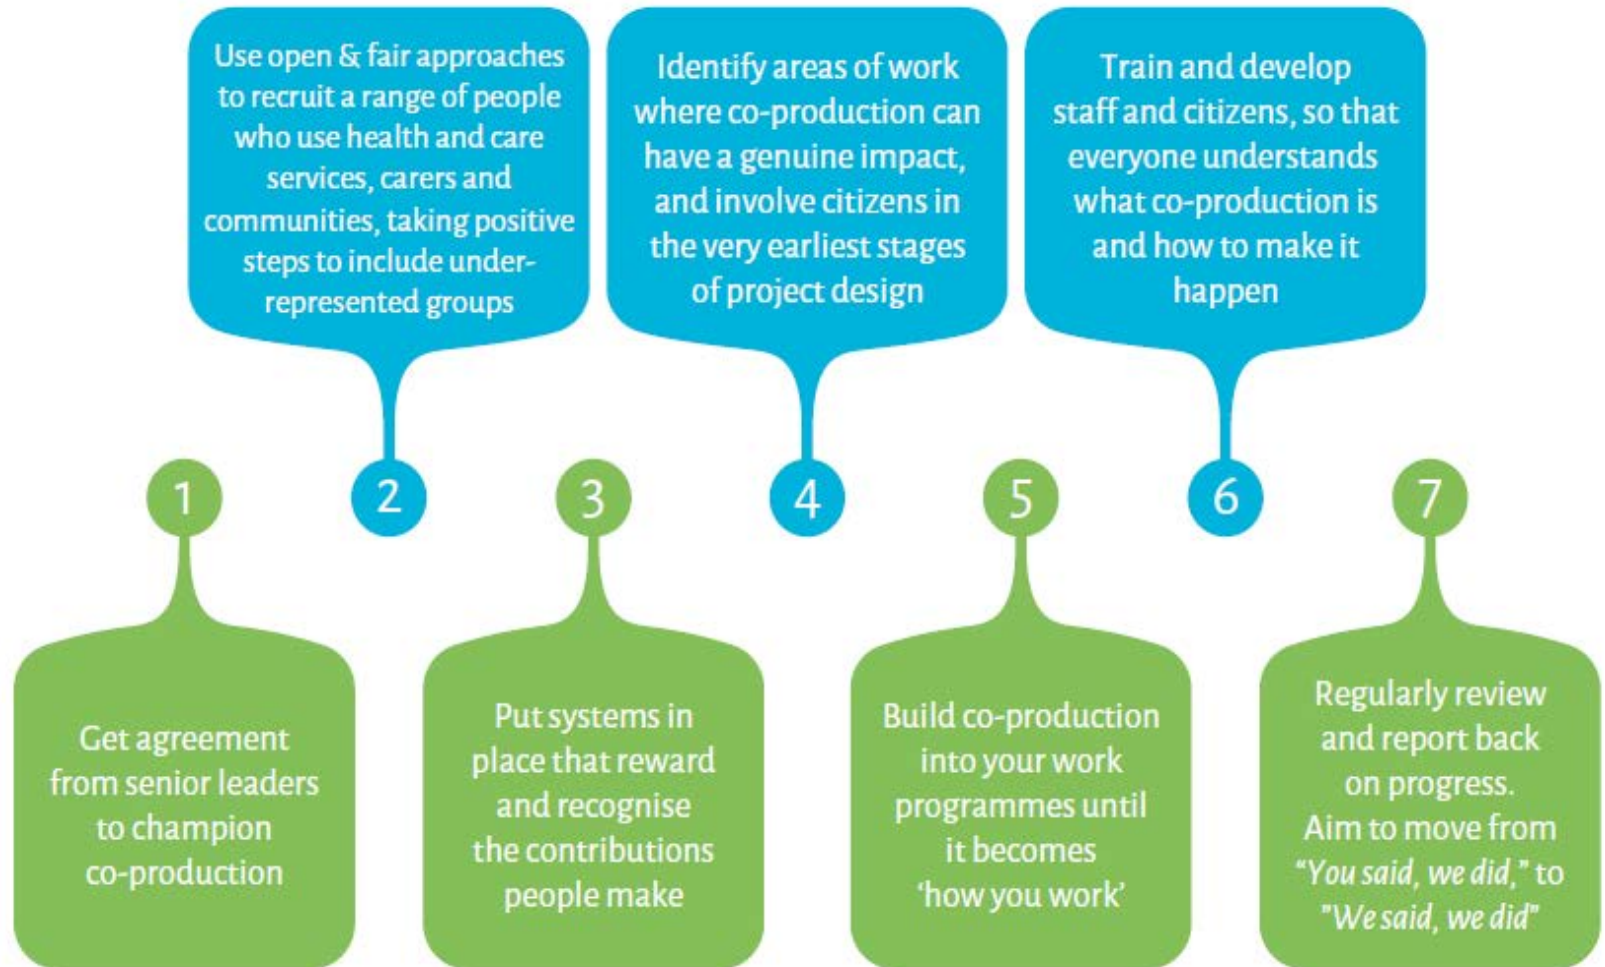 1
Get agreement
from senior leaders
to champion
co-production
2
Use open & fair approaches
to recruit a range of people
who use health and care
services, carers and
communities, taking positive
steps to include under-
represented groups
3
Put systems in
place that reward
and recognise
the contributions
people make
4
Identify areas of work
where co-production can
have a genuine impact,
and involve citizens in
the very earliest stages
of project design
5
Build co-production
into your work
programmes until
it becomes
‘how you work’
6
Train and develop
staff and citizens, so that
everyone understands
what co-production is
and how to make it
happen
7
Regularly review
and report back
on progress.
Aim to move from
“You said, we did,” to
"We said, we did"